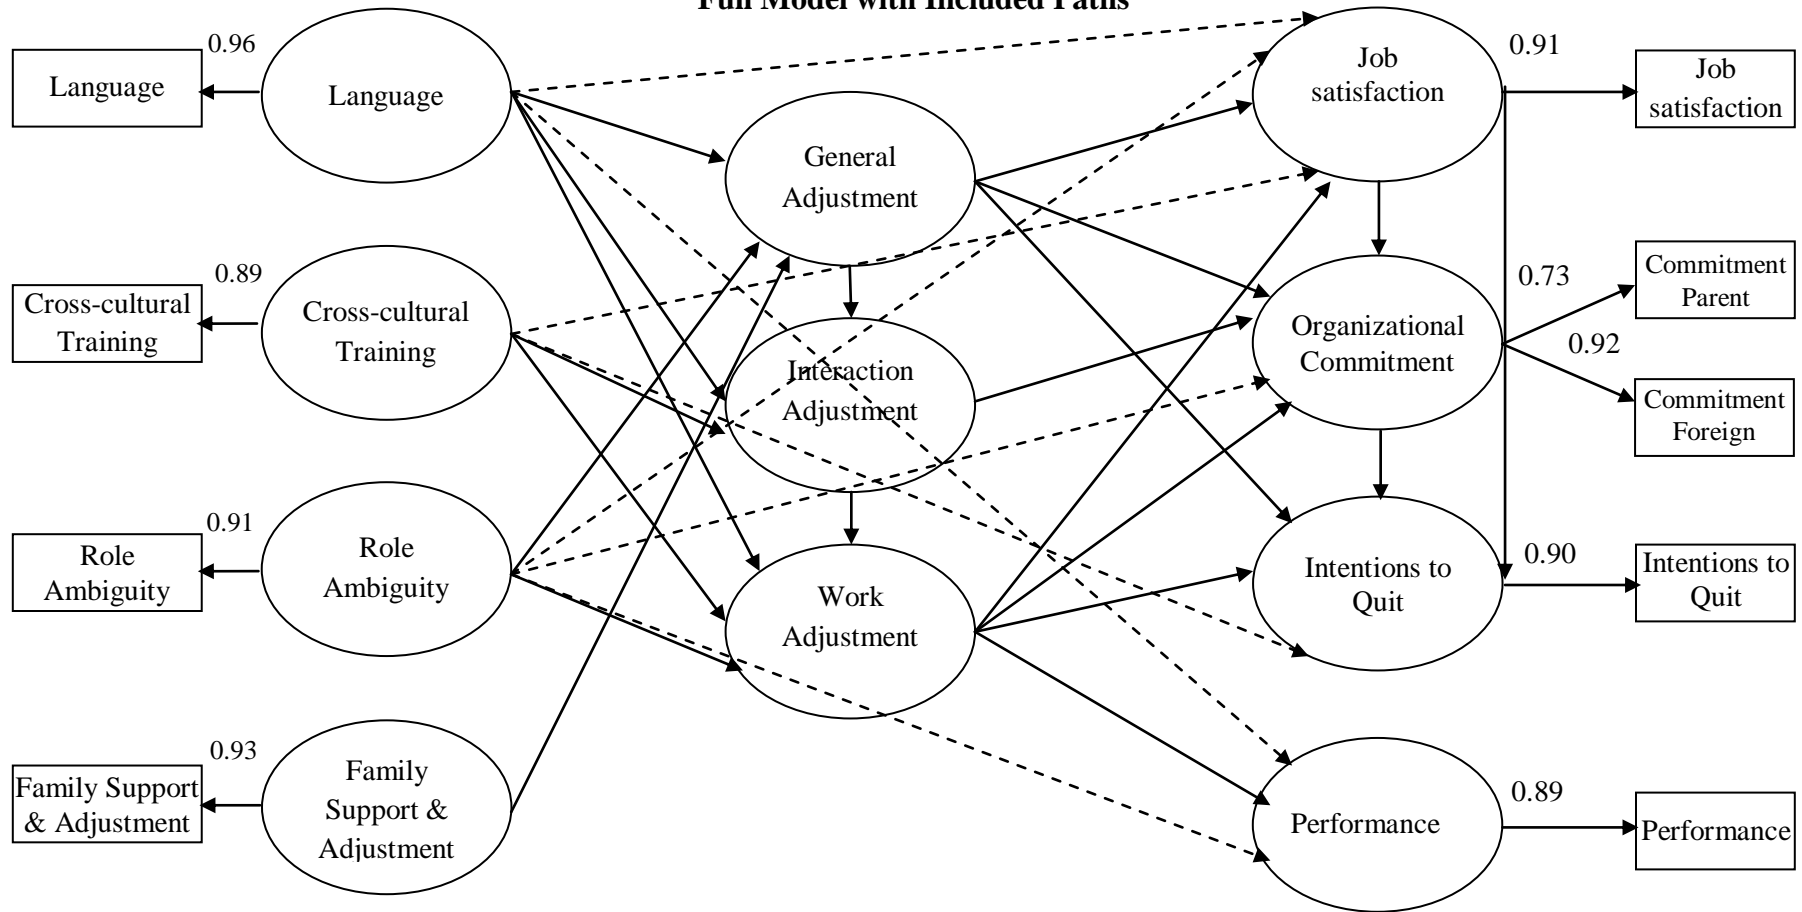 Full Model with Included Paths
0.96
Language
Language
0.89
Cross-cultural
Training
Cross-cultural
Training
0.91
Role
Ambiguity
Role
Ambiguity
0.93
Family Support
& Adjustment
Family
Support &
Adjustment
General
Adjustment
Interaction
Adjustment
Work
Adjustment
Job
satisfaction
0.91
Job
satisfaction
Organizational
Commitment
0.73
Commitment
Parent
0.92
Commitment
Foreign
Intentions to
Quit
0.90
Intentions to
Quit
Performance
0.89
Performance